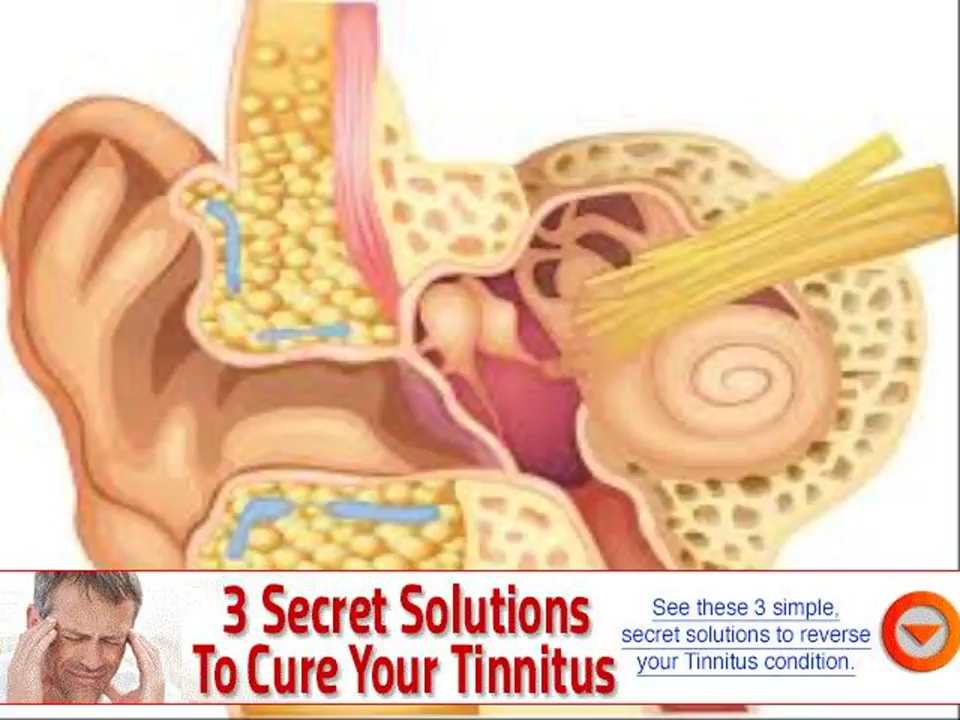 3 Secret Solutions
To Cure Your Tinnitus
See these 3 simple,
secret solutions to reverse
your Tinnitus condition.